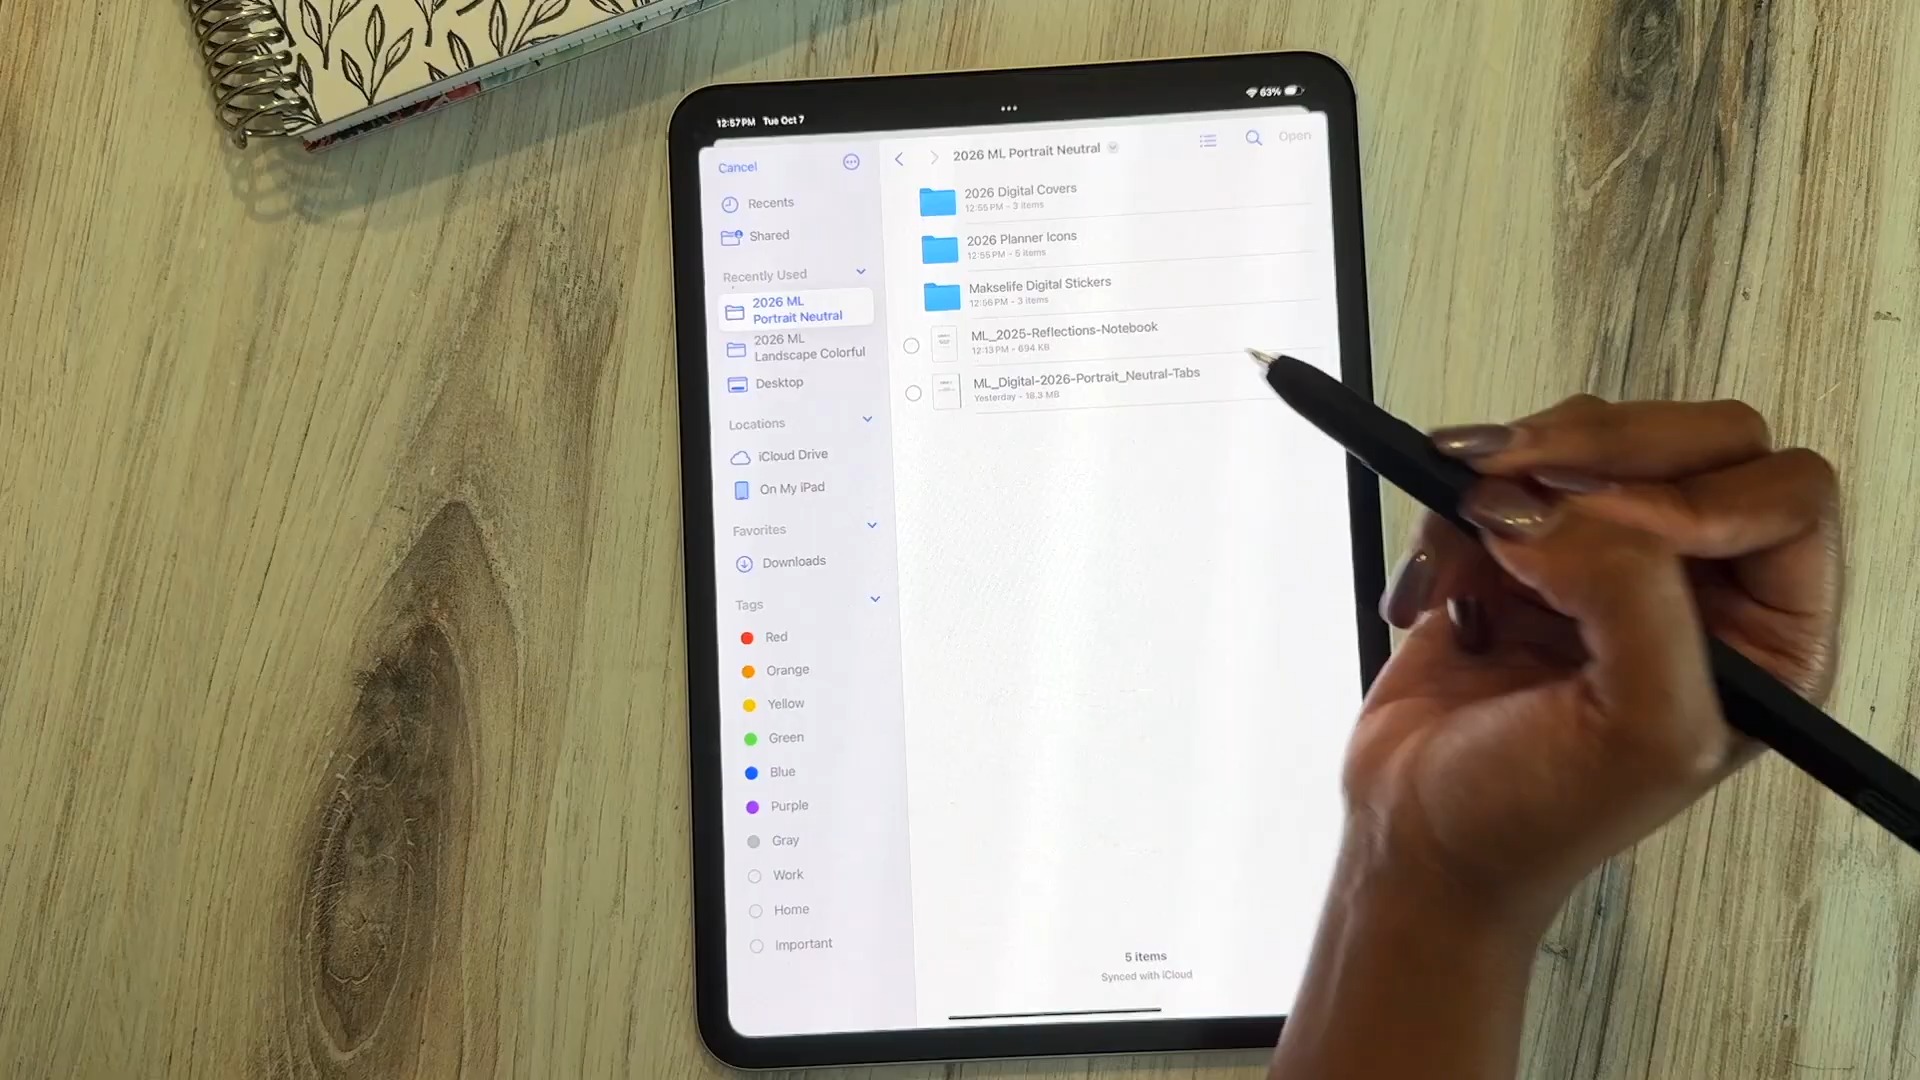 12:57PM Tue Oct 7
63%
Cancel
Recents
Shared
Recently Used
2026 ML
Portrait Neutral
2026 ML
Landscape Colorful
Desktop
Locations
iCloud Drive
On My iPad
Favorites
Downloads
Tags
Red
Orange
Yellow
Green
Blue
Purple
Gray
Work
Home
Important
2026 ML Portrait Neutral
Open
2026 Digital Covers
12:55 PM - 3 items
2026 Planner Icons
12:55 PM - 5 items
Makselife Digital Stickers
12:56 PM - 3 items
ML_2025-Reflections-Notebook
12:13 PM - 694 KB
ML_Digital-2026-Portrait_Neutral-Tabs
Yesterday - 18.3 MB
5 items
Synced with iCloud